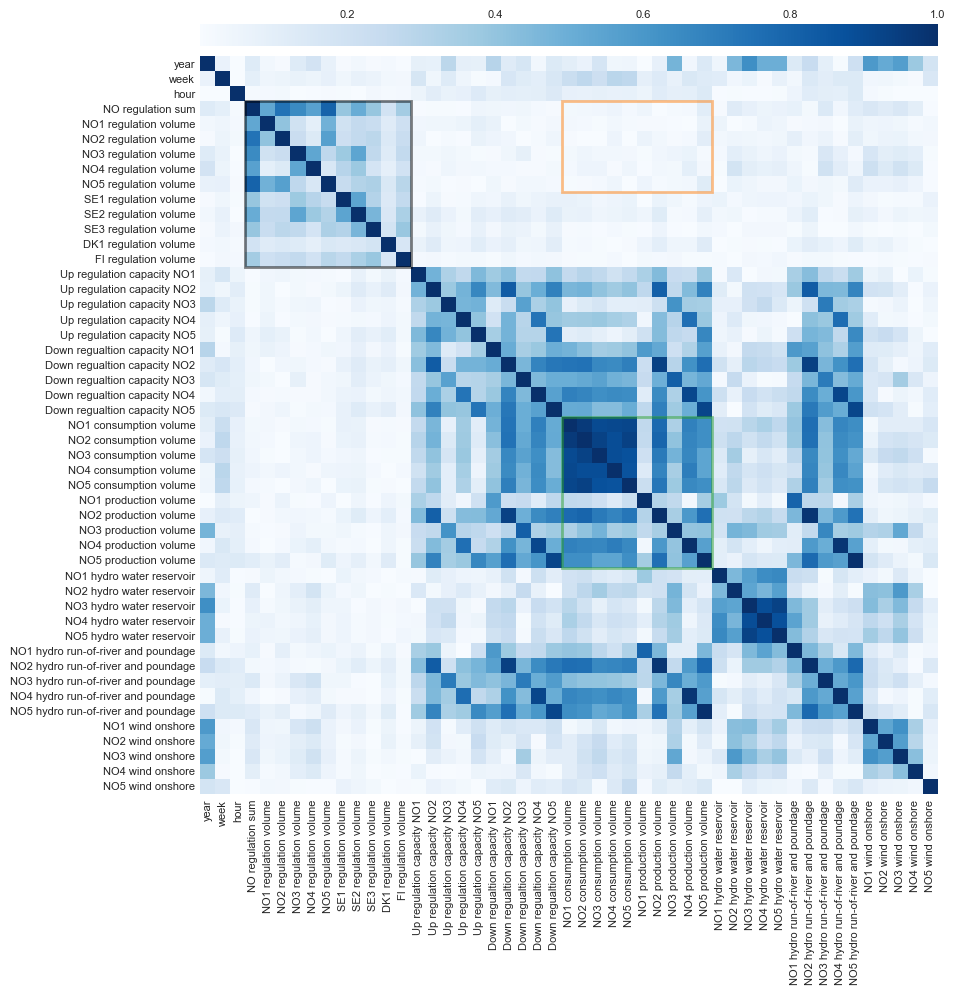 0.2 0.4 0.6 0.8 1.0
year
week
hour
NO regulation sum
NO1 regulation volume
NO2 regulation volume
NO3 regulation volume
NO4 regulation volume
NO5 regulation volume
SE1 regulation volume
SE2 regulation volume
SE3 regulation volume
DK1 regulation volume
FI regulation volume
Up regulation capacity NO1
Up regulation capacity NO2
Up regulation capacity NO3
Up regulation capacity NO4
Up regulation capacity NO5
Down regualtion capacity NO1
Down regualtion capacity NO2
Down regualtion capacity NO3
Down regualtion capacity NO4
Down regualtion capacity NO5
NO1 consumption volume
NO2 consumption volume
NO3 consumption volume
NO4 consumption volume
NO5 consumption volume
NO1 production volume
NO2 production volume
NO3 production volume
NO4 production volume
NO5 production volume
NO1 hydro water reservoir
NO2 hydro water reservoir
NO3 hydro water reservoir
NO4 hydro water reservoir
NO5 hydro water reservoir
NO1 hydro run-of-river and poundage
NO2 hydro run-of-river and poundage
NO3 hydro run-of-river and poundage
NO4 hydro run-of-river and poundage
NO5 hydro run-of-river and poundage
NO1 wind onshore
NO2 wind onshore
NO3 wind onshore
NO4 wind onshore
NO5 wind onshore
year
week
hour
NO regulation sum
NO1 regulation volume
NO2 regulation volume
NO3 regulation volume
NO4 regulation volume
NO5 regulation volume
SE1 regulation volume
SE2 regulation volume
SE3 regulation volume
DK1 regulation volume
FI regulation volume
Up regulation capacity NO1
Up regulation capacity NO2
Up regulation capacity NO3
Up regulation capacity NO4
Up regulation capacity NO5
Down regualtion capacity NO1
Down regualtion capacity NO2
Down regualtion capacity NO3
Down regualtion capacity NO4
Down regualtion capacity NO5
NO1 consumption volume
NO2 consumption volume
NO3 consumption volume
NO4 consumption volume
NO5 consumption volume
NO1 production volume
NO2 production volume
NO3 production volume
NO4 production volume
NO5 production volume
NO1 hydro water reservoir
NO2 hydro water reservoir
NO3 hydro water reservoir
NO4 hydro water reservoir
NO5 hydro water reservoir
NO1 hydro run-of-river and poundage
NO2 hydro run-of-river and poundage
NO3 hydro run-of-river and poundage
NO4 hydro run-of-river and poundage
NO5 hydro run-of-river and poundage
NO1 wind onshore
NO2 wind onshore
NO3 wind onshore
NO4 wind onshore
NO5 wind onshore